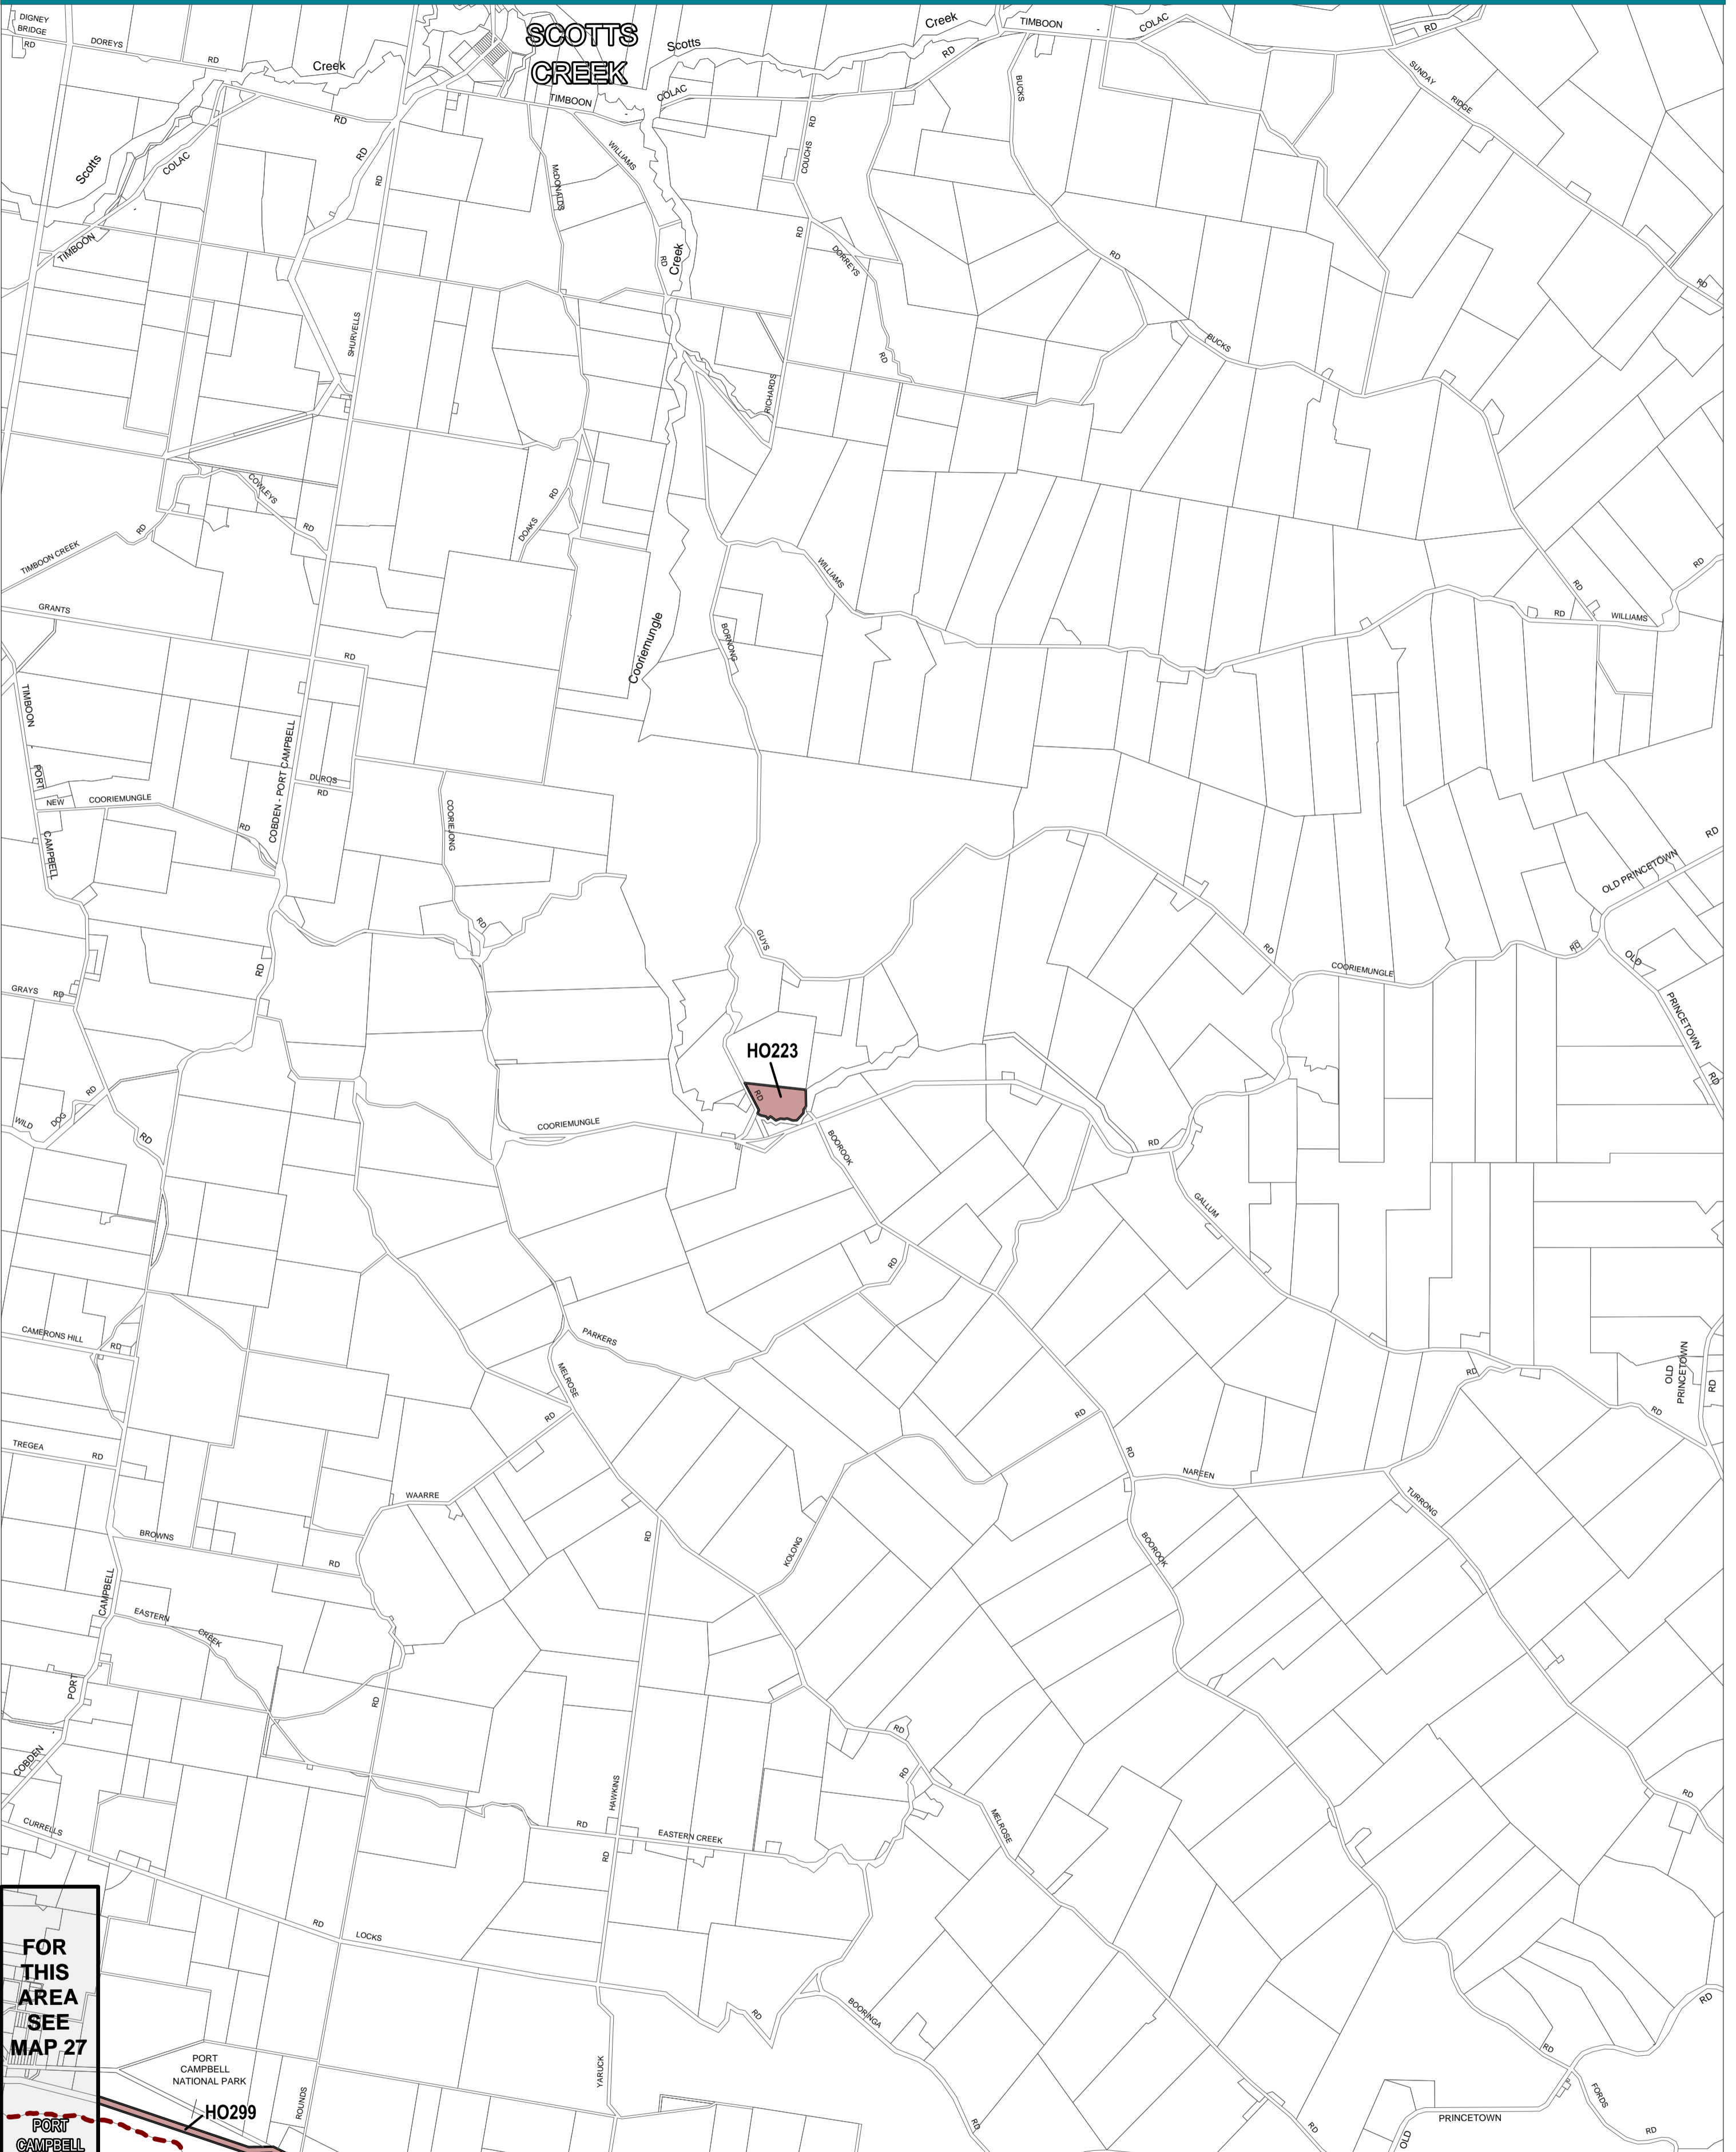 DIGNEY
BRIDGE
RD
DOREYS
RD
Creek
SCOTTS
CREEK
Scotts
Creek
RD
TIMBOON
-
COLAC
RD
SUNDAY
RIDGE
RD
BUCKS
RD
BUCKS
TIMBOON
-
COLAC
RD
RD
RD
Scotts
COLAC
TIMBOON
McDONALDS
WILLIAMS
RD
Creek
COUCHS
RD
RD
DORREYS
RD
RICHARDS
SHURVELLS
COWLEYS
RD
RD
TIMBOON CREEK
DOAKS
RD
GRANTS
RD
Cooriemungle
BORNONG
WILLIAMS
RD
RD
WILLIAMS
RD
TIMBOON
-
PORT
CAMPBELL
NEW
COORIEMUNGLE
RD
COBDEN - PORT CAMPBELL
DUROS
RD
COORIEJONG
RD
RD
GRAYS
RD
GUYS
RD
COORIEMUNGLE
RD
OLD PRINCETOWN
RD
OLD
PRINCETOWN
RD
HO223
RD
WILD
DOG
RD
RD
COORIEMUNGLE
BOOROOK
RD
GALLUM
RD
CAMERONS HILL
RD
PARKERS
MELROSE
RD
RD
OLD
PRINCETOWN
RD
RD
TREGEA
RD
RD
RD
NAREEN
TURRONG
WAARRE
BROWNS
RD
RD
KOLONG
BOOROOK
CAMPBELL
EASTERN
CREEK
PORT
-
COBDEN
RD
RD
RD
MELROSE
RD
HAWKINS
RD
RD
EASTERN CREEK
CURRELLS
RD
LOCKS
RD
BOORINGA
RD
RD
FOR
THIS
AREA
SEE
MAP 27
PORT
CAMPBELL
NATIONAL PARK
HO299
ROUNDS
YARUCK
PORT
CAMPBELL
RD
RD
OLD
PRINCETOWN
FORDS
RD